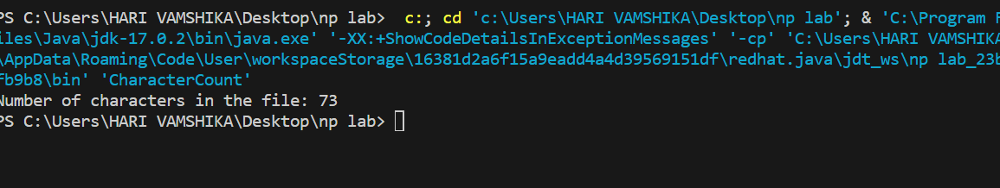 PS C:\Users\HARI VAMSHIKA\Desktop\np lab>  c:; cd 'c:\Users\HARI VAMSHIKA\Desktop\np lab'; & 'C:\Program F
iles\Java\jdk-17.0.2\bin\java.exe' '-XX:+ShowCodeDetailsInExceptionMessages' '-cp' 'C:\Users\HARI VAMSHIKA
\AppData\Roaming\Code\User\workspaceStorage\16381d2a6f15a9eadd4a4d39569151df\redhat.java\jdt_ws\np lab_23b
fb9b8\bin' 'CharacterCount'
Number of characters in the file: 73
PS C:\Users\HARI VAMSHIKA\Desktop\np lab>